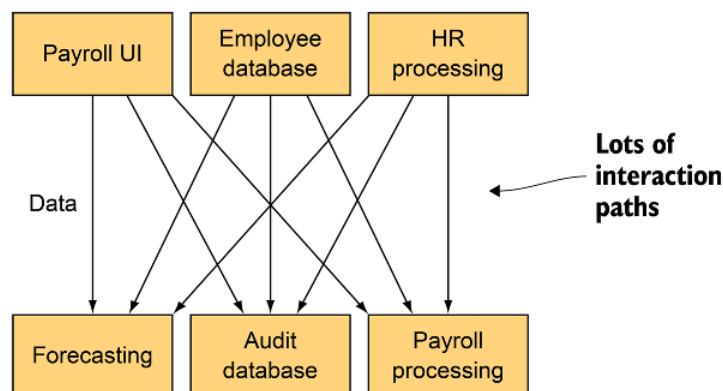 Payroll UI
Employee
database
HR
processing
Lots of
interaction
paths
Data
Forecasting
Audit
database
Payroll
processing